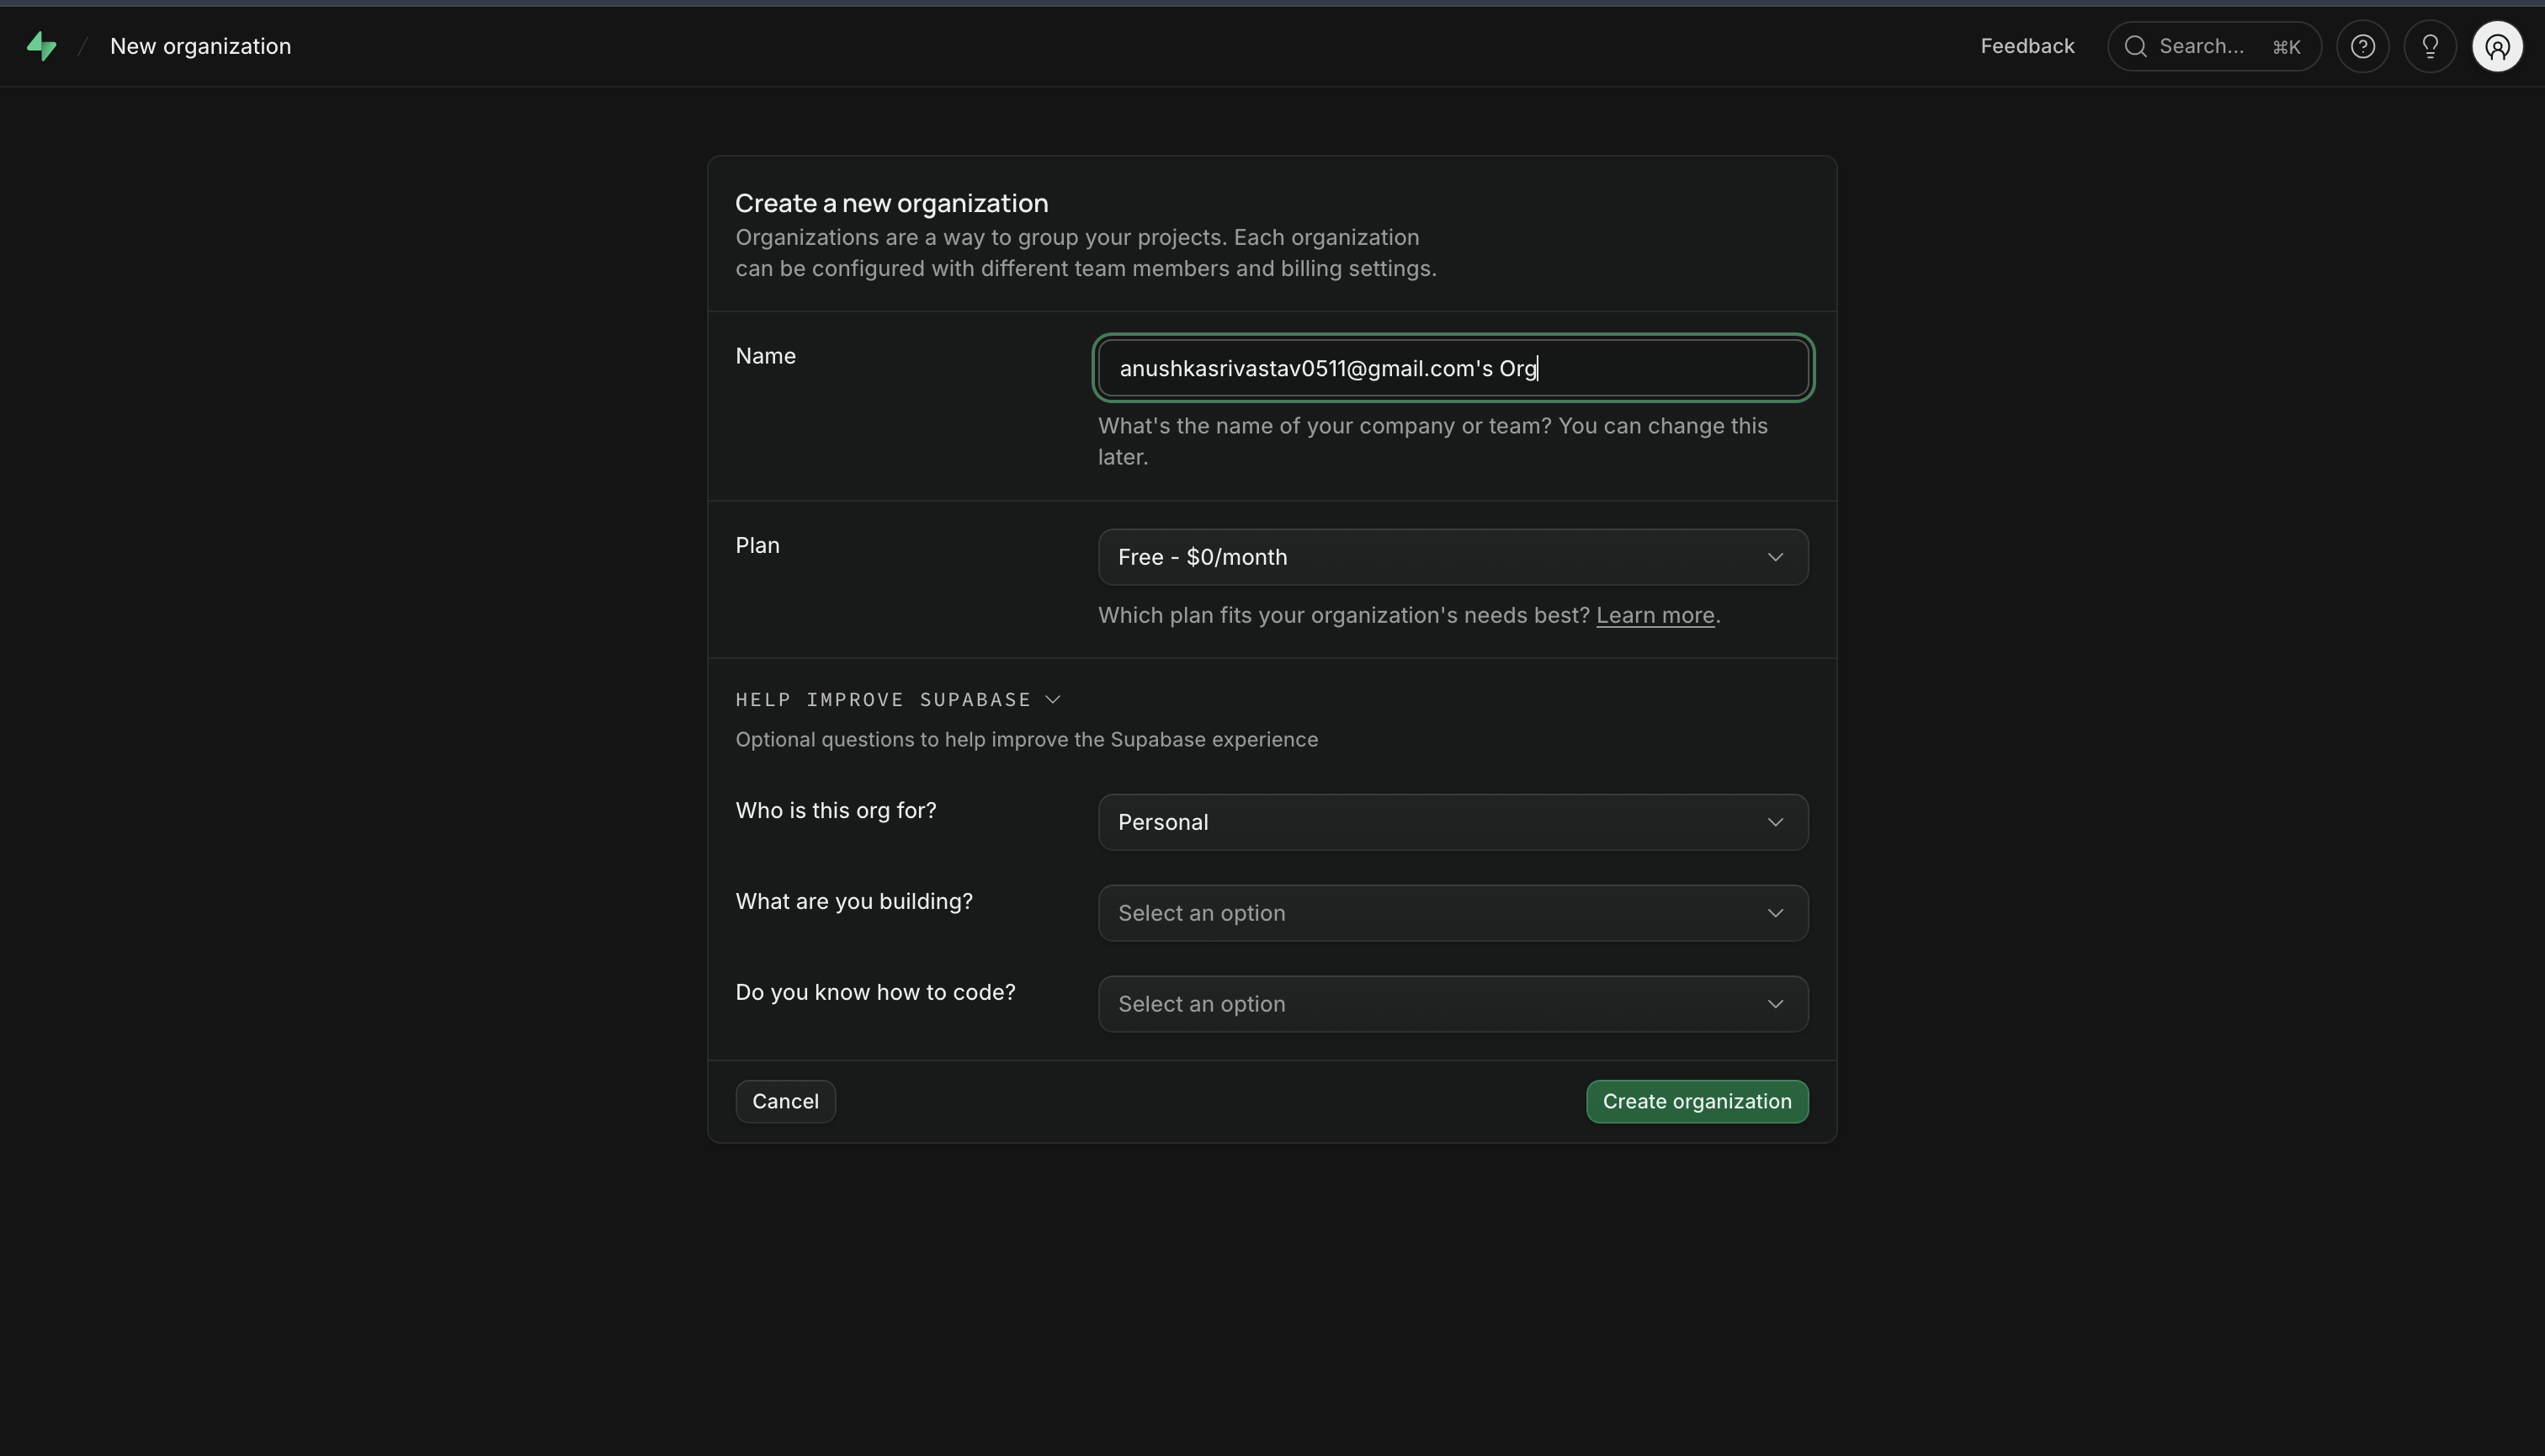 New organization
Feedback
Search... ⌘K
Create a new organization
Organizations are a way to group your projects. Each organization
can be configured with different team members and billing settings.
Name
anushkasrivastav0511@gmail.com's Org
What's the name of your company or team? You can change this
later.
Plan
Free - $0/month
Which plan fits your organization's needs best? Learn more.
HELP IMPROVE SUPABASE
Optional questions to help improve the Supabase experience
Who is this org for?
Personal
What are you building?
Select an option
Do you know how to code?
Select an option
Cancel
Create organization